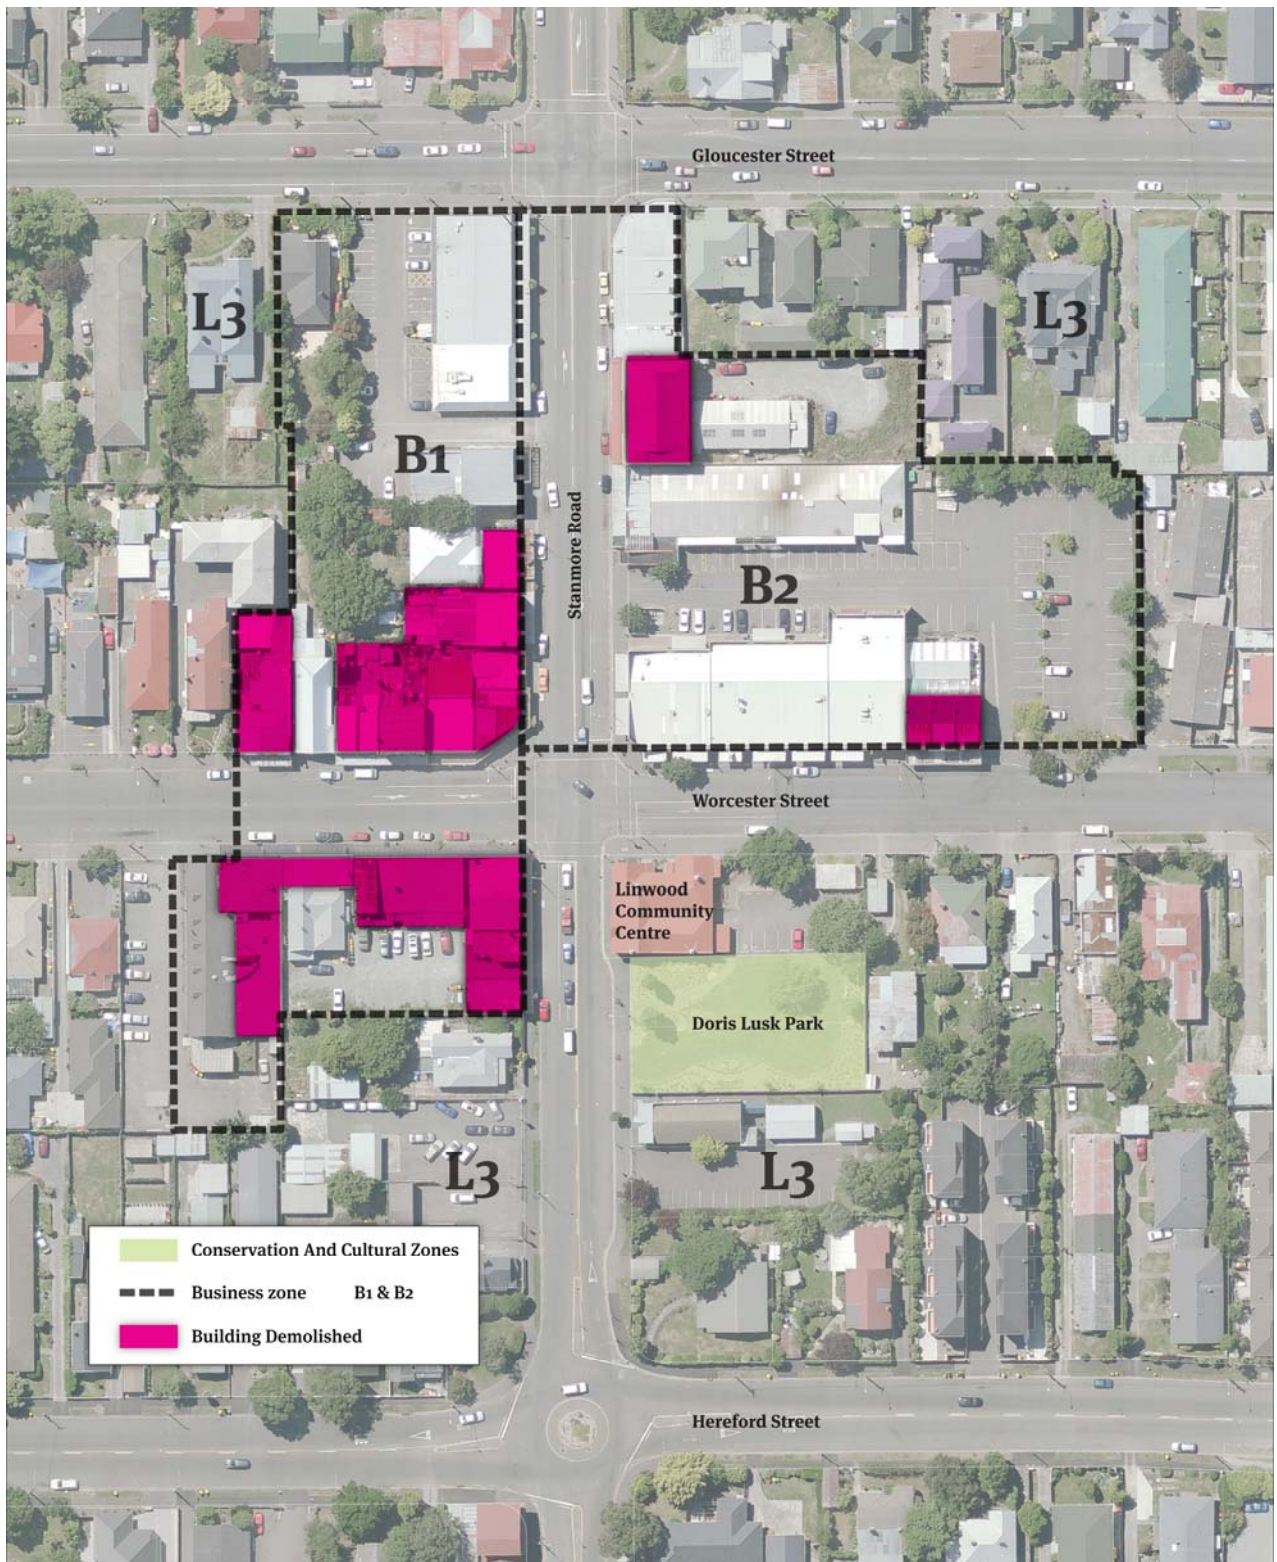 Gloucester Street
L3
L3
B1
Stanmore Road
B2
Worcester Street
Linwood
Community
Centre
Doris Lusk Park
L3
L3
Conservation And Cultural Zones
Business zone B1 & B2
Building Demolished
Hereford Street